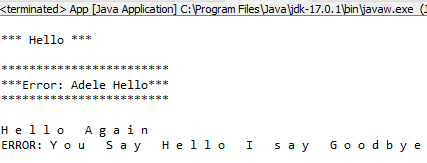 <terminated> App [Java Application] C:\Program Files\Java\jdk-17.0.1\bin\javaw.exe (
*** Hello ***
************************
***Error: Adele Hello***
************************
H e l l o   A g a i n
ERROR: Y o u   S a y   H e l l o   I   s a y   G o o d b y e